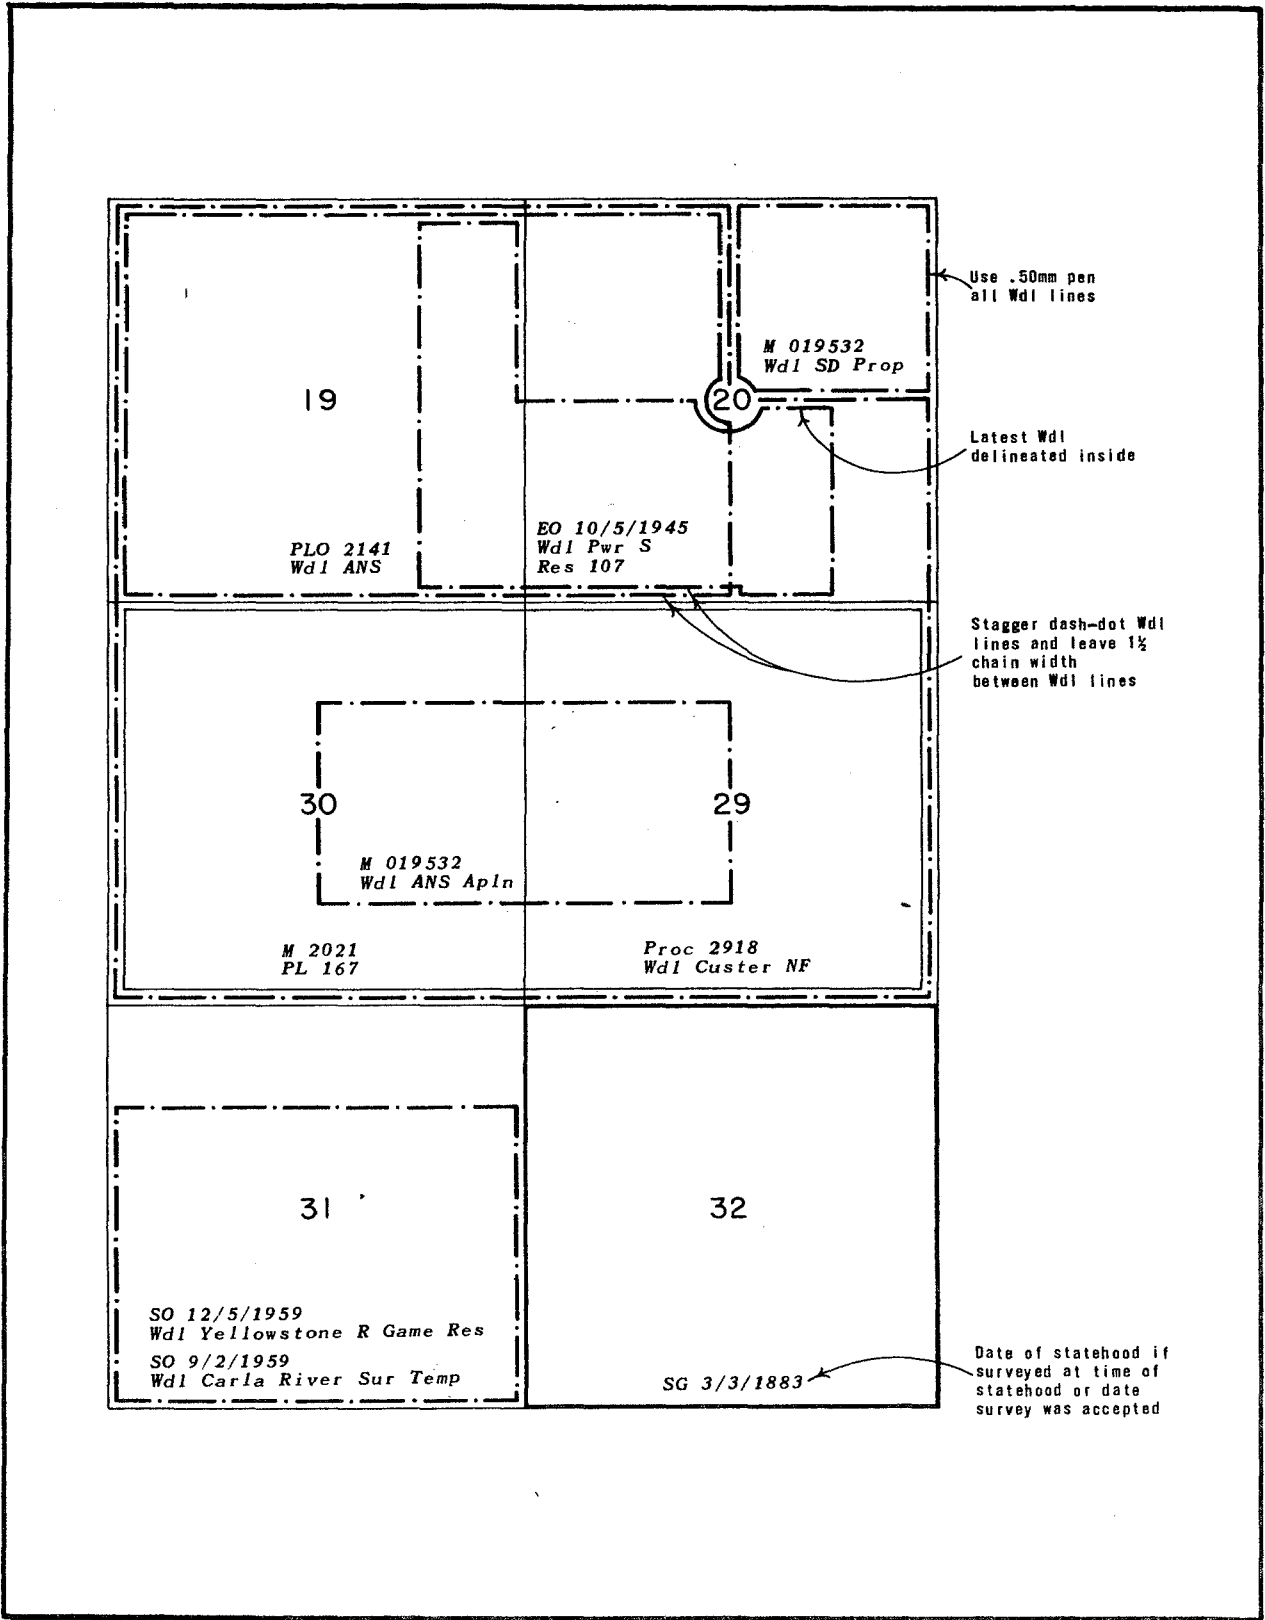 Use .50mm pen
all Wdl lines
M 019532
Wdl SD Prop
19
20
Latest Wdl
delineated inside
PLO 2141
Wdl ANS
EO 10/5/1945
Wdl Pwr S
Res 107
Stagger dash-dot Wdl
lines and leave 1½
chain width
between Wdl lines
30
29
M 019532
Wdl ANS Apln
M 2021
PL 167
Proc 2918
Wdl Custer NF
31
32
SO 12/5/1959
Wdl Yellowstone R Game Res
SO 9/2/1959
Wdl Carla River Sur Temp
SG 3/3/1883
Date of statehood if
surveyed at time of
statehood or date
survey was accepted